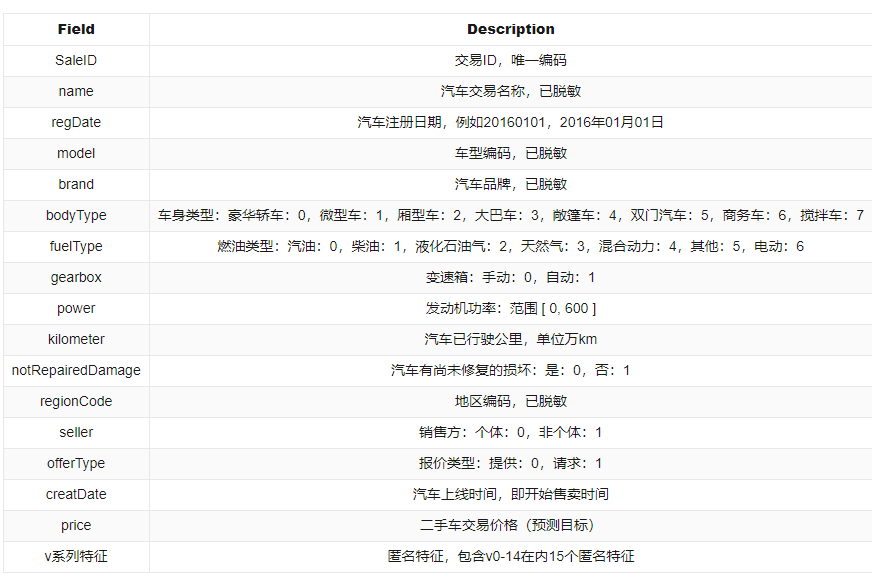 Field Description
SaleID 交易ID，唯一编码
name 汽车交易名称，已脱敏
regDate 汽车注册日期，例如20160101，2016年01月01日
model 车型编码，已脱敏
brand 汽车品牌，已脱敏
bodyType 车身类型：豪华轿车：0，微型车：1，厢型车：2，大巴车：3，敞篷车：4，双门汽车：5，商务车：6，搅拌车：7
fuelType 燃油类型：汽油：0，柴油：1，液化石油气：2，天然气：3，混合动力：4，其他：5，电动：6
gearbox 变速箱：手动：0，自动：1
power 发动机功率：范围 [ 0, 600 ]
kilometer 汽车已行驶公里，单位万km
notRepairedDamage 汽车有尚未修复的损坏：是：0，否：1
regionCode 地区编码，已脱敏
seller 销售方：个体：0，非个体：1
offerType 报价类型：提供：0，请求：1
creatDate 汽车上线时间，即开始售卖时间
price 二手车交易价格（预测目标）
v系列特征 匿名特征，包含v0-14在内15个匿名特征